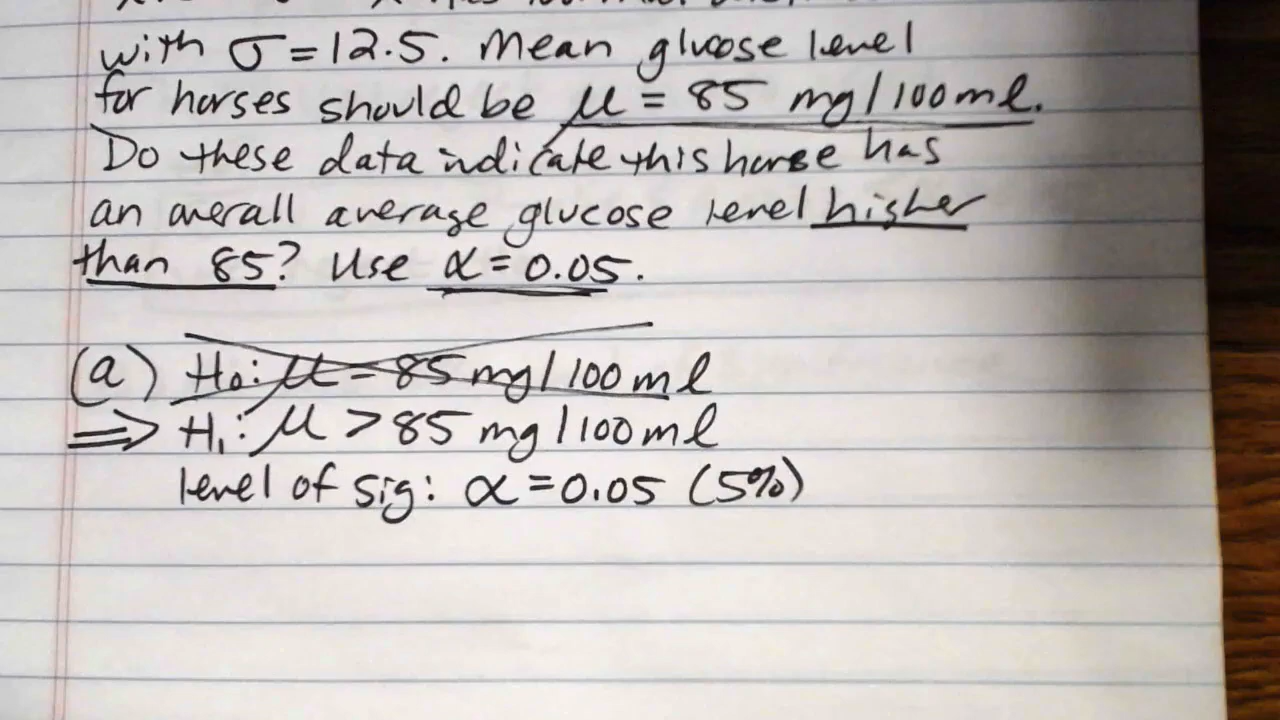 with σ = 12.5. Mean glucose level
for horses should be μ = 85 mg/100ml.
Do these data indicate this horse has
an overall average glucose level higher
than 85? Use α = 0.05.
(a) H₀: μ = 85 mg/100ml
⇒ H₁: μ > 85 mg/100ml
level of sig: α = 0.05 (5%)